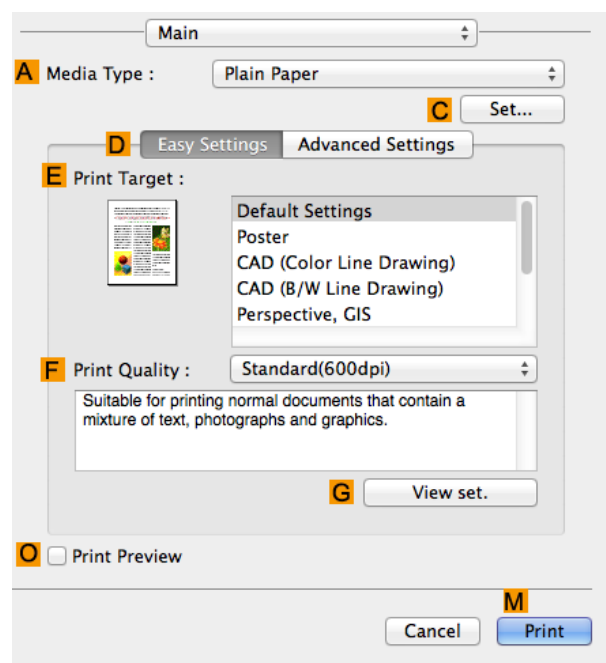 Main
A Media Type : Plain Paper
C Set...
D Easy Settings Advanced Settings
E Print Target :
Default Settings
Poster
CAD (Color Line Drawing)
CAD (B/W Line Drawing)
Perspective, GIS
F Print Quality : Standard(600dpi)
Suitable for printing normal documents that contain a
mixture of text, photographs and graphics.
G View set.
O Print Preview
M
Cancel Print